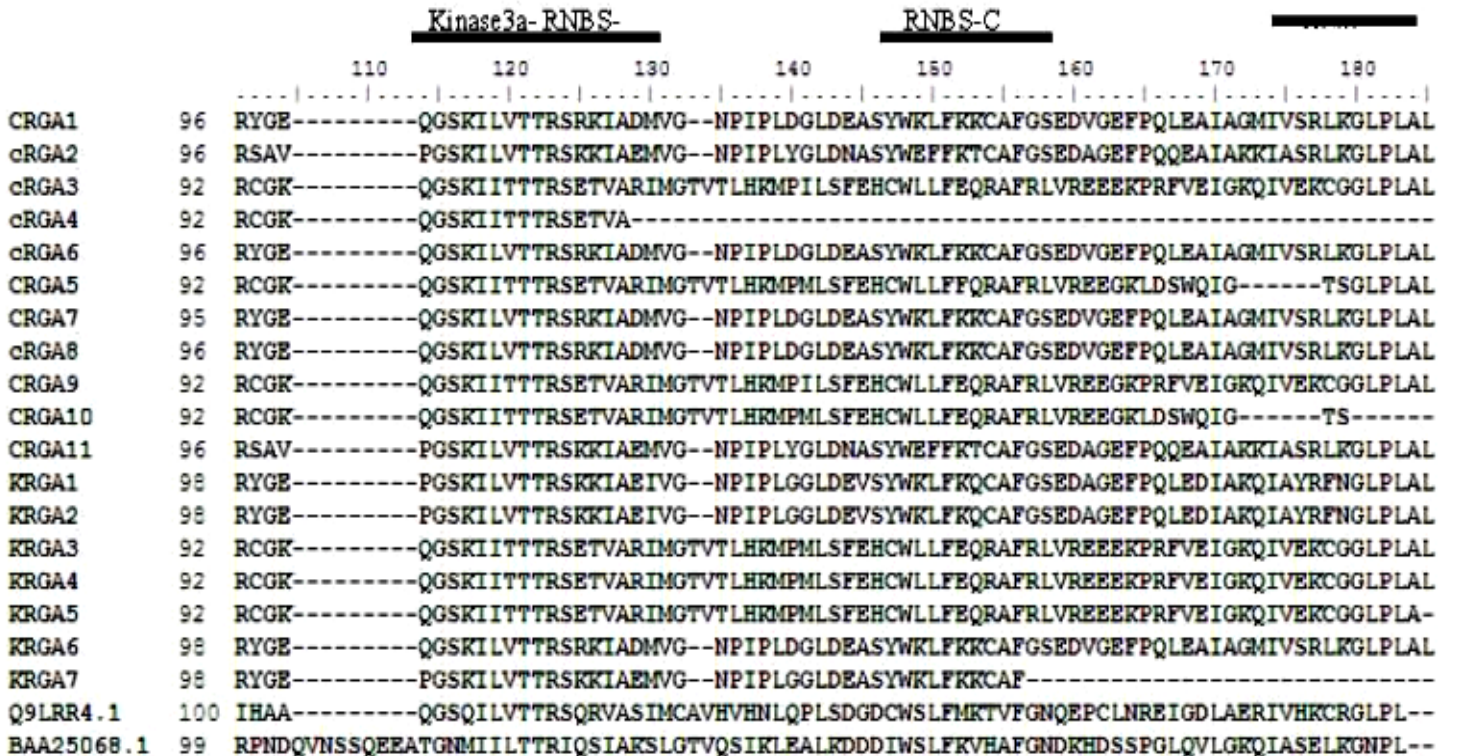 Kinase3a- RNBS- RNBS-C
110 120 130 140 150 160 170 180
CRGA1 96 RYGE---------QGSKILVTTRSRKIADMVG--NPIPLDGLDEASYWKLFKKCAFGSEDVGEFPQLEAIAGMIVSRLKGLPLAL
cRGA2 96 RSAV---------PGSKILVTTRSKKIAEMVG--NPIPLYGLDNASYWEFFKTCAFGSEDAGEFPQQEAIAKKIASRLKGLPLAL
cRGA3 92 RCGK---------QGSKIITTTRSETVARIMGTVTLHKMPILSFEHCWLLFEQRAFRLVREEEKPRFVEIGKQIVEKCGGLPLAL
cRGA4 92 RCGK---------QGSKIITTTRSETVA---------------------------------------------------------
cRGA6 96 RYGE---------QGSKILVTTRSRKIADMVG--NPIPLDGLDEASYWKLFKKCAFGSEDVGEFPQLEAIAGMIVSRLKGLPLAL
CRGA5 92 RCGK---------QGSKIITTTRSETVARIMGTVTLHKMPMLSFEHCWLLFFQRAFRLVREEGKLDSWQIG------TSGLPLAL
CRGA7 95 RYGE---------QGSKILVTTRSRKIADMVG--NPIPLDGLDEASYWKLFKKCAFGSEDVGEFPQLEAIAGMIVSRLKGLPLAL
cRGA8 96 RYGE---------QGSKILVTTRSRKIADMVG--NPIPLDGLDEASYWKLFKKCAFGSEDVGEFPQLEAIAGMIVSRLKGLPLAL
CRGA9 92 RCGK---------QGSKIITTTRSETVARIMGTVTLHKMPILSFEHCWLLFEQRAFRLVREEGKPRFVEIGKQIVEKCGGLPLAL
CRGA10 92 RCGK---------QGSKIITTTRSETVARIMGTVTLHKMPMLSFEHCWLLFEQRAFRLVREEGKLDSWQIG------TS------
CRGA11 96 RSAV---------PGSKILVTTRSKKIAEMVG--NPIPLYGLDNASYWEFFKTCAFGSEDAGEFPQQEAIAKKIASRLKGLPLAL
KRGA1 98 RYGE---------PGSKILVTTRSKKIAEIVG--NPIPLGGLDEVSYWKLFKQCAFGSEDAGEFPQLEDIAKQIAYRFNGLPLAL
KRGA2 98 RYGE---------PGSKILVTTRSKKIAEIVG--NPIPLGGLDEVSYWKLFKQCAFGSEDAGEFPQLEDIAKQIAYRFNGLPLAL
KRGA3 92 RCGK---------QGSKIITTTRSETVARIMGTVTLHKMPMLSFEHCWLLFEQRAFRLVREEEKPRFVEIGKQIVEKCGGLPLAL
KRGA4 92 RCGK---------QGSKIITTTRSETVARIMGTVTLHKMPMLSFEHCWLLFEQRAFRLVREEEKPRFVEIGKQIVEKCGGLPLAL
KRGA5 92 RCGK---------QGSKIITTTRSETVARIMGTVTLHKMPMLSFEHCWSLFEQRAFRLVREEEKPRFVEIGKQIVEKCGGLPLA-
KRGA6 98 RYGE---------QGSKILVTTRSRKIADMVG--NPIPLDGLDEASYWKLFKKCAFGSEDVGEFPQLEAIAGMIVSRLKGLPLAL
KRGA7 98 RYGE---------PGSKILVTTRSKKIAEMVG--NPIPLGGLDEASYWKLFKKCAF-----------------------------
Q9LRR4.1 100 IHAA---------QGSQILVTTRSQRVASIMCAVHVHNLQPLSDGDCWSLFMKTVFGNQEPCLNREIGDLAERIVHKCRGLPL--
BAA25068.1 99 RPNDQVNSSQEEATGNMIILTTRIQSIAKSLGTVQSIKLEALKDDDIWSLFKVHAFGNDKHDSSPGLQVLGKQIASELKGNPL--